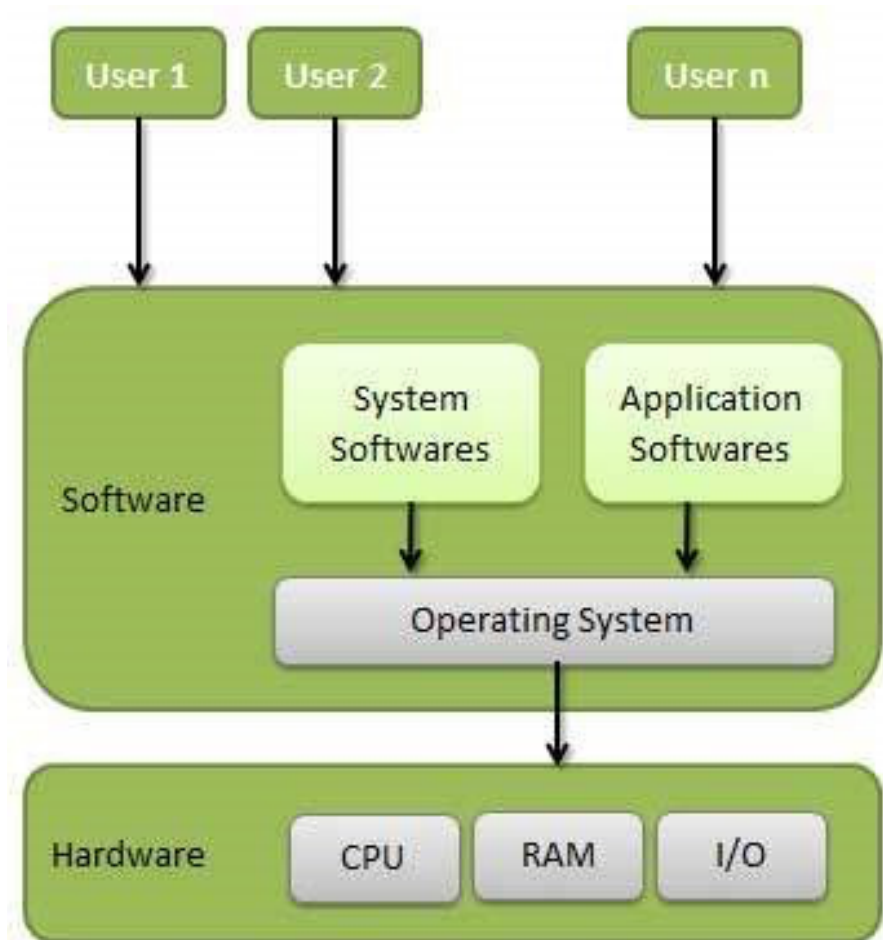 User 1
User 2
User n
System
Softwares
Application
Softwares
Software
Operating System
Hardware
CPU
RAM
I/O